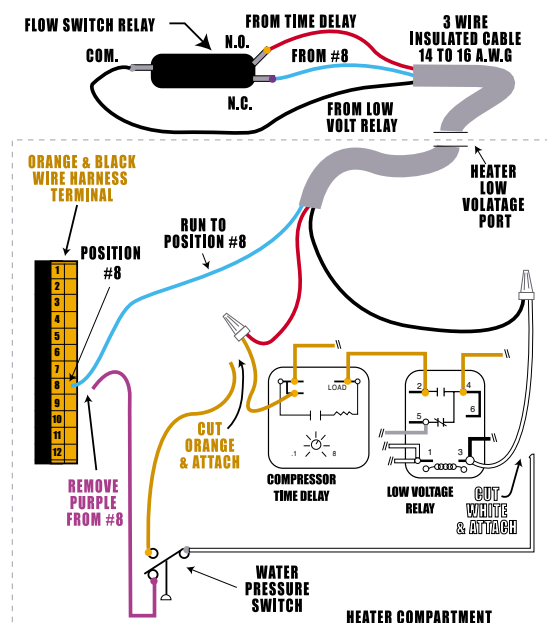 FLOW SWITCH RELAY
N.O.
FROM TIME DELAY
3 WIRE
INSULATED CABLE
14 TO 16 A.W.G
COM.
FROM #8
N.C.
FROM LOW
VOLT RELAY
ORANGE & BLACK
WIRE HARNESS
TERMINAL
HEATER
LOW
VOLATAGE
PORT
RUN TO
POSITION #8
POSITION
#8
1
2
3
4
5
6
7
8
9
10
11
12
LOAD
.1
8
COMPRESSOR
TIME DELAY
2
4
5
6
1
3
LOW VOLTAGE
RELAY
CUT
ORANGE
& ATTACH
CUT
WHITE
& ATTACH
REMOVE
PURPLE
FROM #8
WATER
PRESSURE
SWITCH
HEATER COMPARTMENT